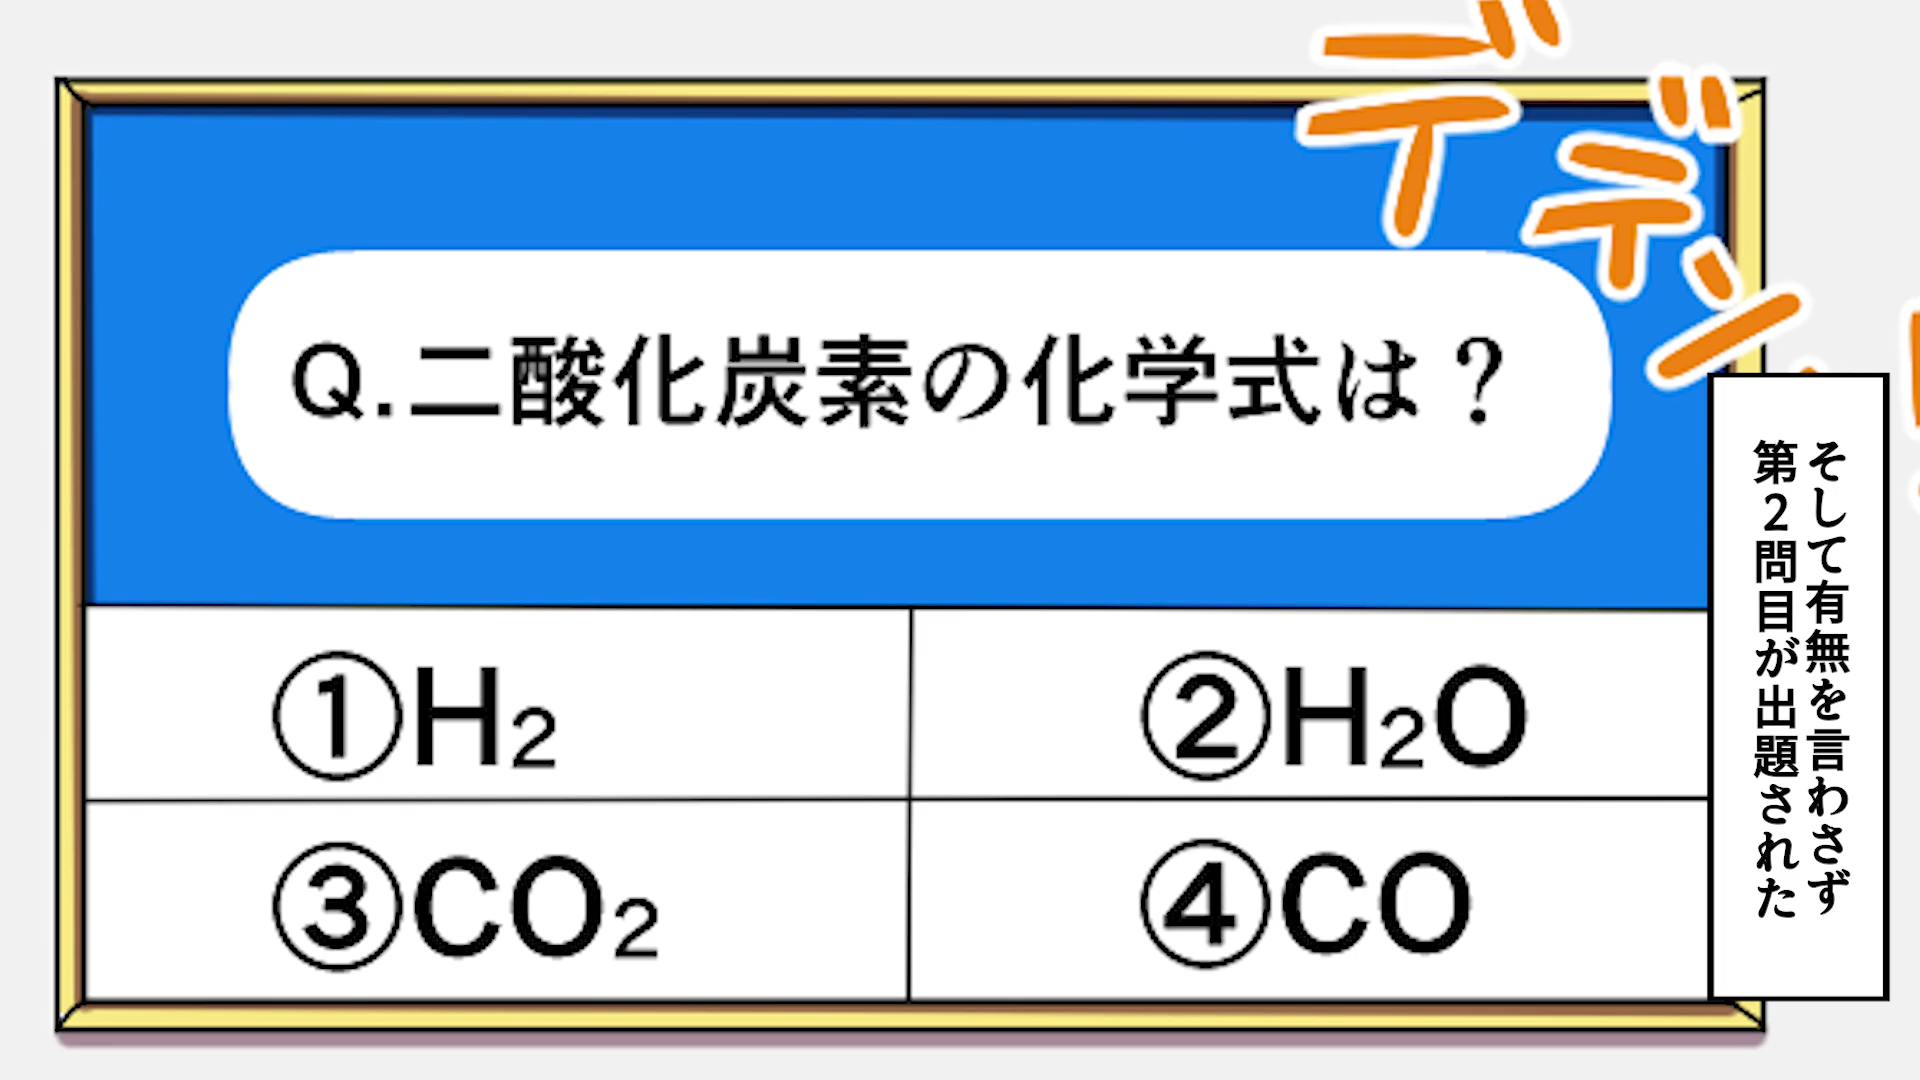 デデン
Q.二酸化炭素の化学式は？
①H₂
②H₂O
③CO₂
④CO
そして有無を言わさず
第２問目が出題された